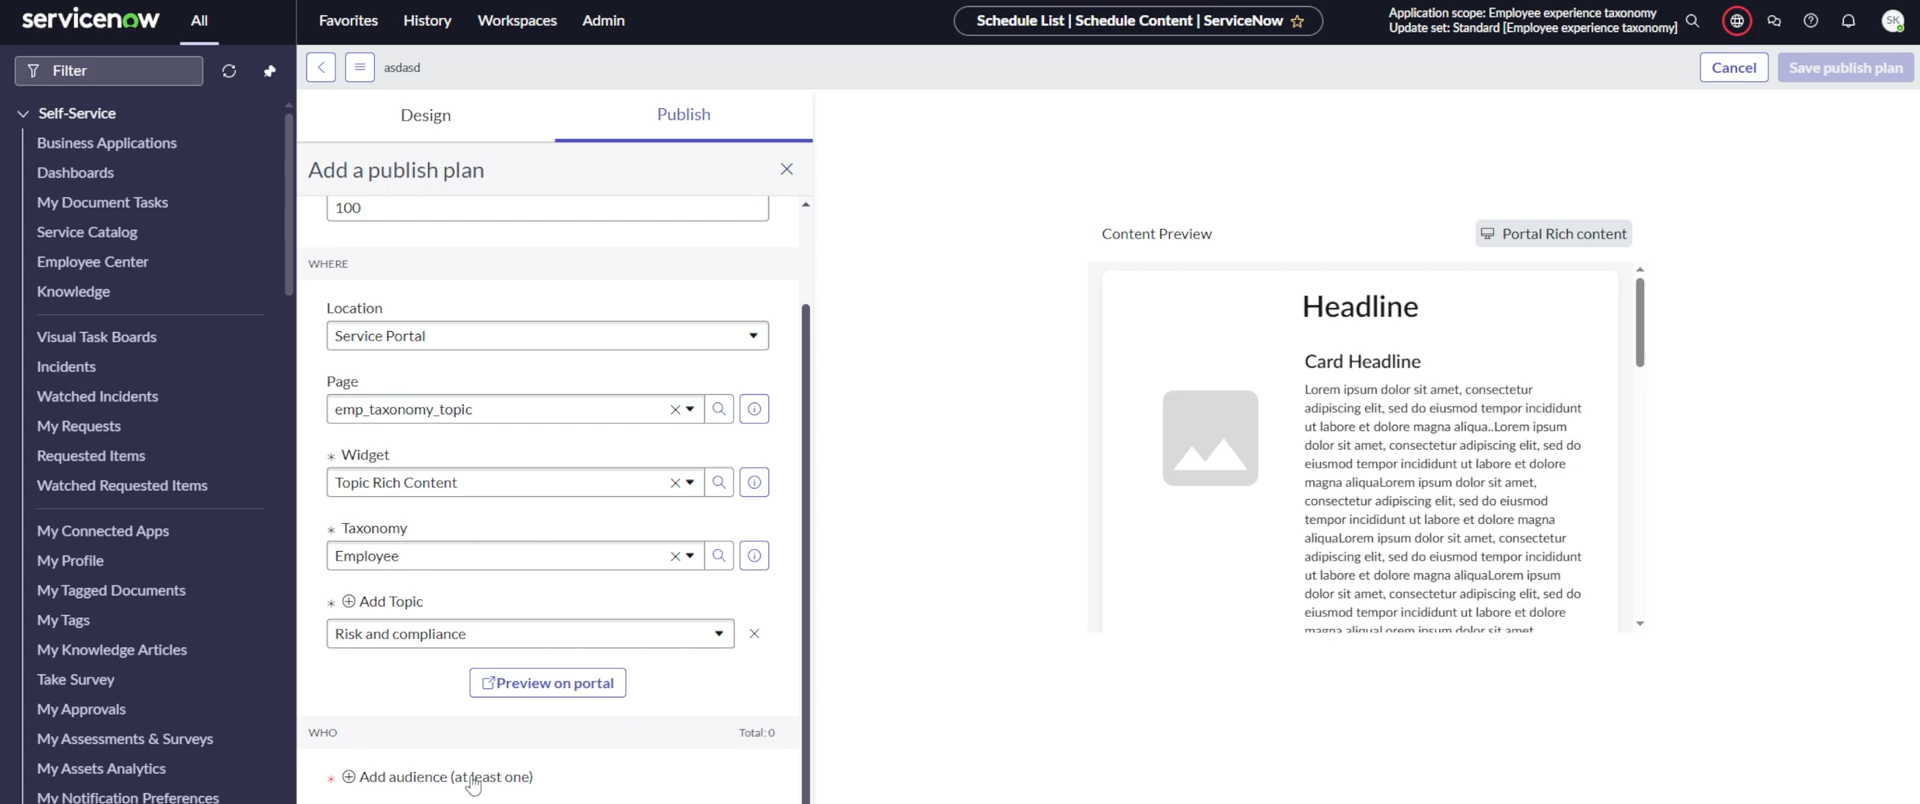 servicenow
All
Favorites
History
Workspaces
Admin
Schedule List | Schedule Content | ServiceNow
Application scope: Employee experience taxonomy
Update set: Standard [Employee experience taxonomy]
SK
Filter
asdasd
Cancel
Save publish plan
Self-Service
Business Applications
Dashboards
My Document Tasks
Service Catalog
Employee Center
Knowledge
Visual Task Boards
Incidents
Watched Incidents
My Requests
Requested Items
Watched Requested Items
My Connected Apps
My Profile
My Tagged Documents
My Tags
My Knowledge Articles
Take Survey
My Approvals
My Assessments & Surveys
My Assets Analytics
My Notification Preferences
Design
Publish
Add a publish plan
100
WHERE
Location
Service Portal
Page
emp_taxonomy_topic
* Widget
Topic Rich Content
* Taxonomy
Employee
* Add Topic
Risk and compliance
Preview on portal
WHO
Total: 0
* Add audience (at least one)
Content Preview
Portal Rich content
Headline
Card Headline
Lorem ipsum dolor sit amet, consectetur
adipiscing elit, sed do eiusmod tempor incididunt
ut labore et dolore magna aliqua..Lorem ipsum
dolor sit amet, consectetur adipiscing elit, sed do
eiusmod tempor incididunt ut labore et dolore
magna aliquaLorem ipsum dolor sit amet,
consectetur adipiscing elit, sed do eiusmod
tempor incididunt ut labore et dolore magna
aliquaLorem ipsum dolor sit amet, consectetur
adipiscing elit, sed do eiusmod tempor incididunt
ut labore et dolore magna aliquaLorem ipsum
dolor sit amet, consectetur adipiscing elit, sed do
eiusmod tempor incididunt ut labore et dolore
magna aliquaLorem ipsum dolor sit amet,